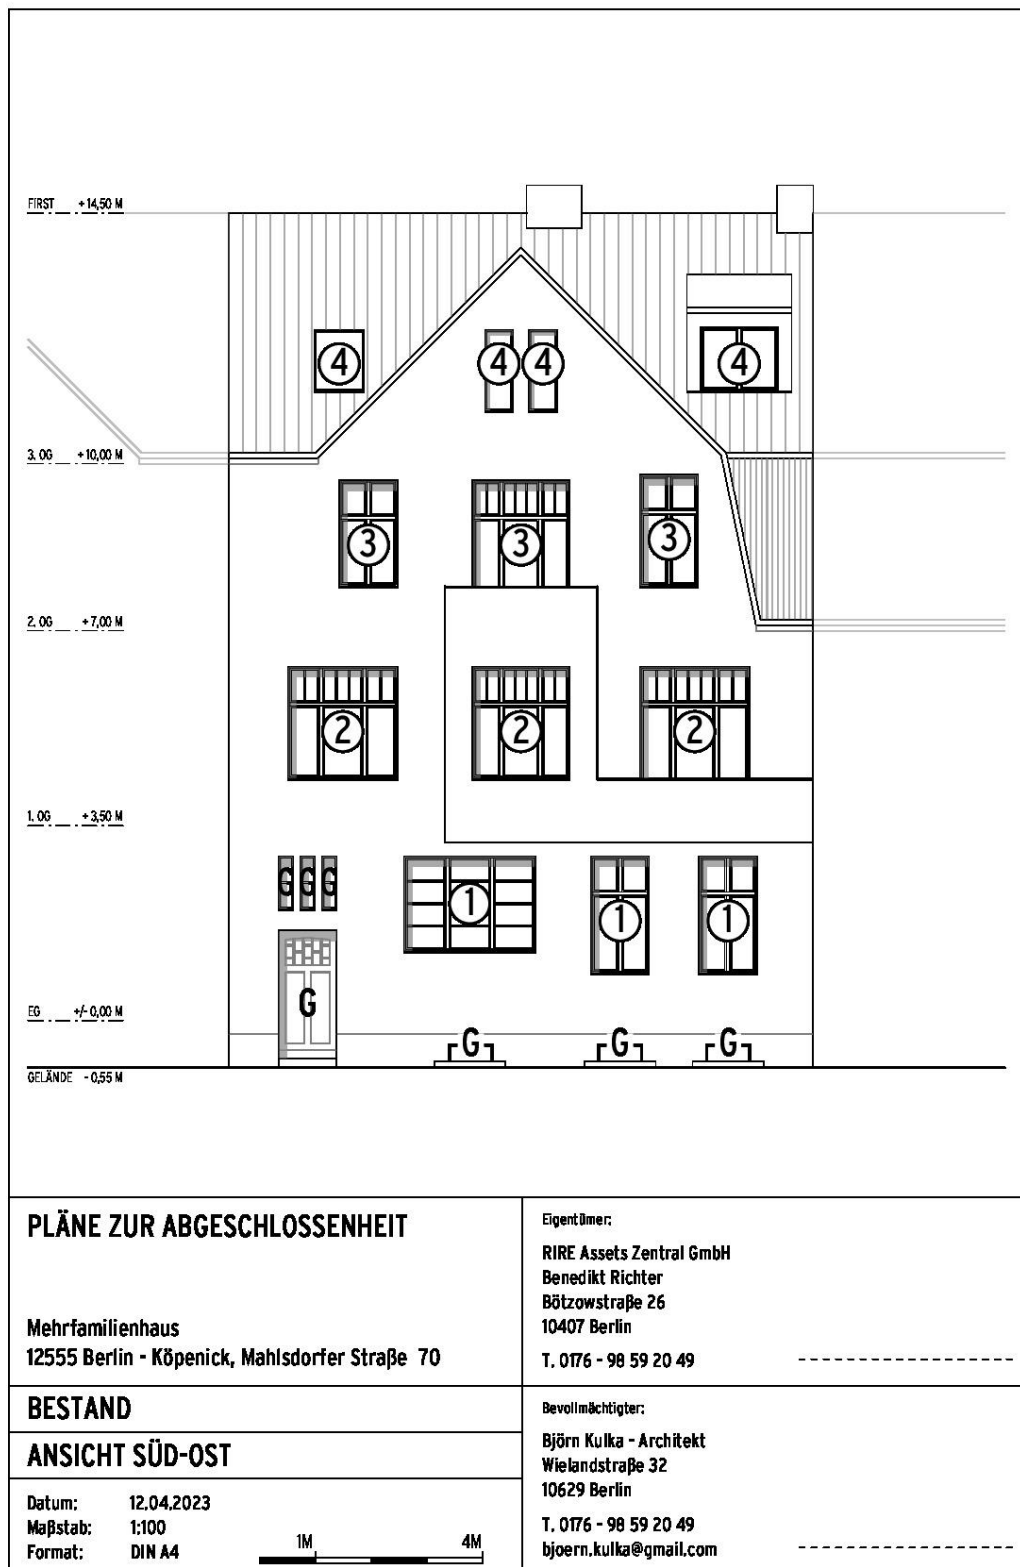 FIRST +14,50 M
4
4
4
4
3. OG +10,00 M
3
3
3
2. OG +7,00 M
2
2
2
1. OG +3,50 M
G G G
1
1
1
G
EG +/- 0,00 M
G
G
G
GELÄNDE - 0,55 M
PLÄNE ZUR ABGESCHLOSSENHEIT
Mehrfamilienhaus
12555 Berlin - Köpenick, Mahlsdorfer Straße 70
BESTAND
ANSICHT SÜD-OST
Datum: 12.04.2023
Maßstab: 1:100
Format: DIN A4
1M 4M
Eigentümer:
RIRE Assets Zentral GmbH
Benedikt Richter
Bötzowstraße 26
10407 Berlin
T. 0176 - 98 59 20 49
Bevollmächtigter:
Björn Kulka - Architekt
Wielandstraße 32
10629 Berlin
T. 0176 - 98 59 20 49
bjoern.kulka@gmail.com